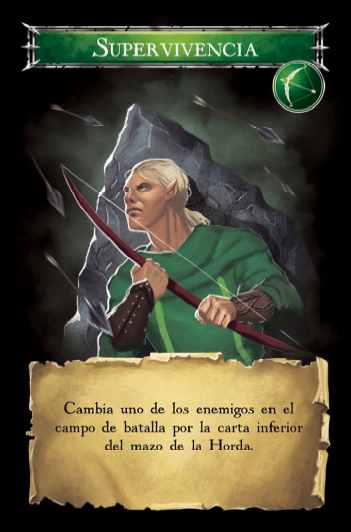 Supervivencia
Cambia uno de los enemigos en el
campo de batalla por la carta inferior
del mazo de la Horda.